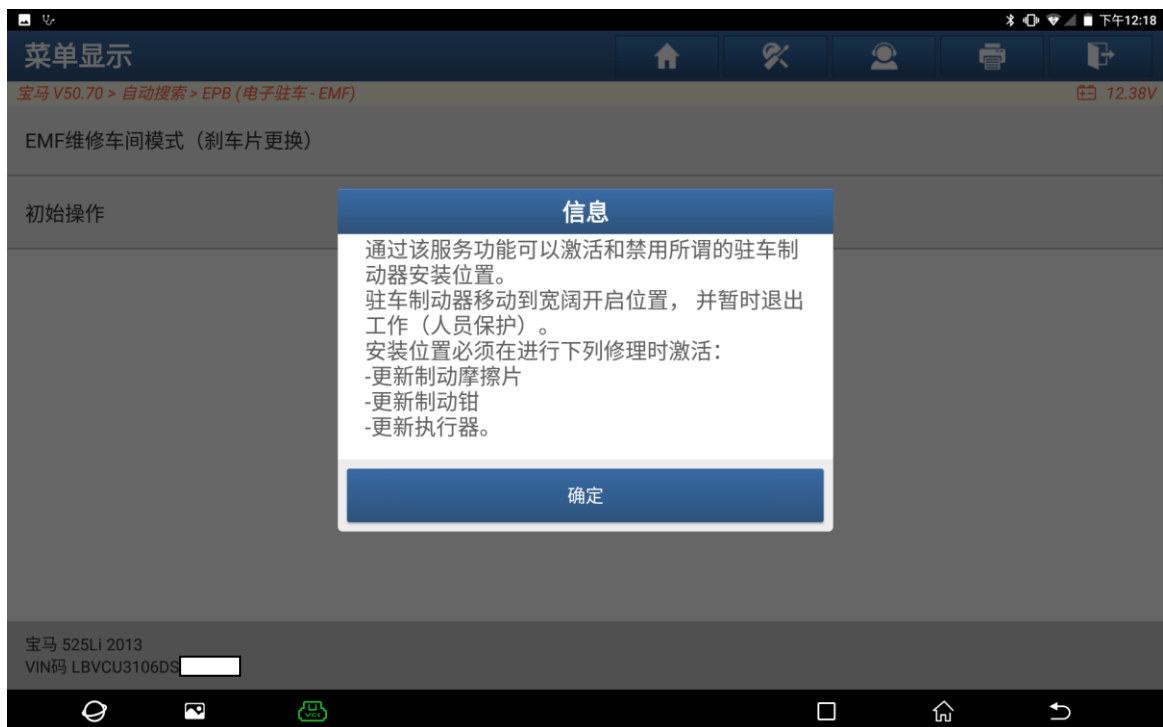 下午12:18
菜单显示
宝马 V50.70 > 自动搜索 > EPB (电子驻车 - EMF)
12.38V
EMF维修车间模式（刹车片更换）
初始操作
信息
通过该服务功能可以激活和禁用所谓的驻车制
动器安装位置。
驻车制动器移动到宽阔开启位置， 并暂时退出
工作（人员保护）。
安装位置必须在进行下列修理时激活：
-更新制动摩擦片
-更新制动钳
-更新执行器。
确定
宝马 525Li 2013
VIN码 LBVCU3106DS
VCI